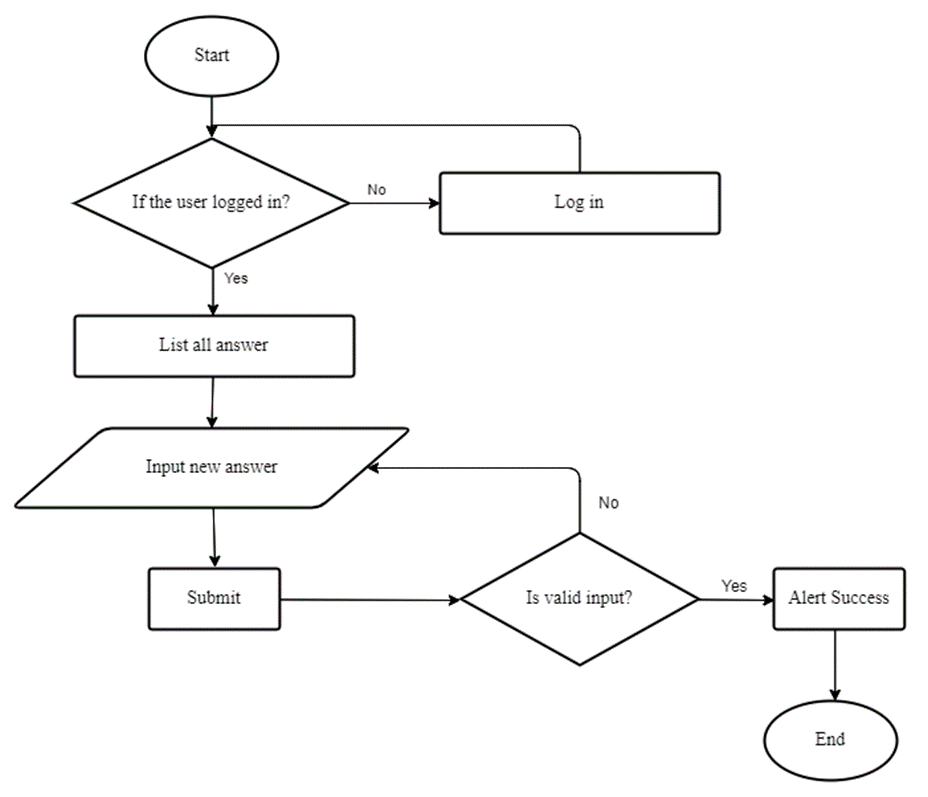 Start
If the user logged in?
No
Log in
Yes
List all answer
Input new answer
No
Submit
Is valid input?
Yes
Alert Success
End